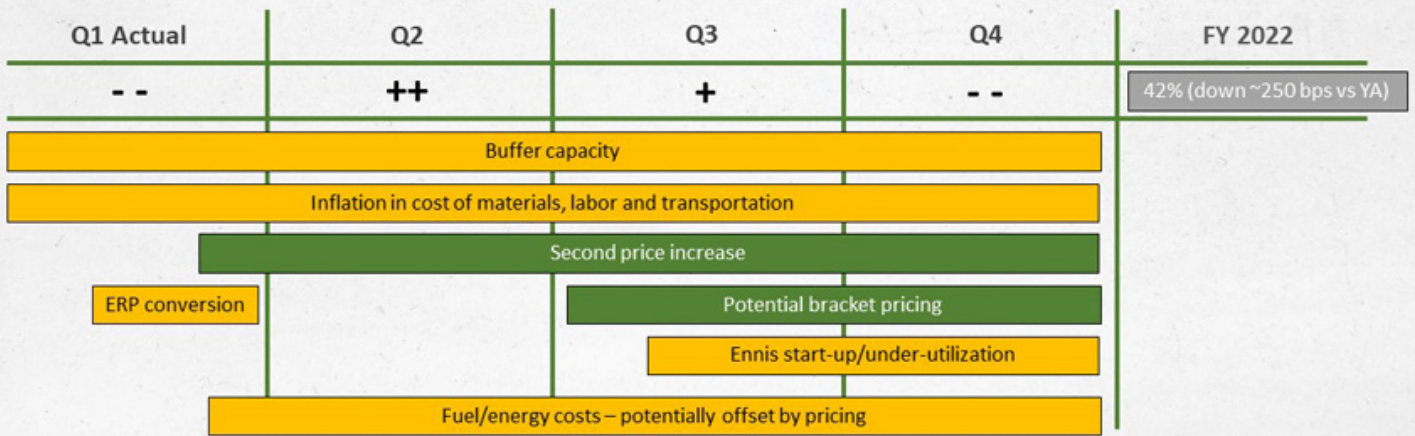 Q1 Actual Q2 Q3 Q4 FY 2022
- - ++ + - - 42% (down ~250 bps vs YA)
Buffer capacity
Inflation in cost of materials, labor and transportation
Second price increase
ERP conversion Potential bracket pricing
Ennis start-up/under-utilization
Fuel/energy costs – potentially offset by pricing